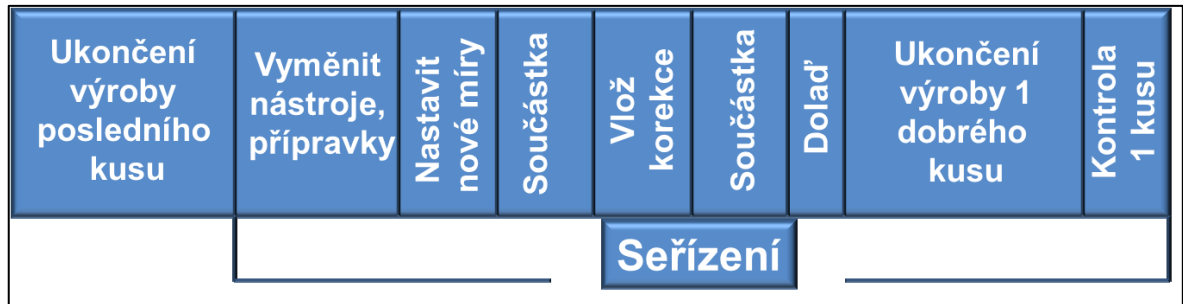 Ukončení
výroby
posledního
kusu
Vyměnit
nástroje,
přípravky
Nastavit
nové míry
Součástka
Vlož
korekce
Součástka
Dolaď
Ukončení
výroby 1
dobrého
kusu
Kontrola
1 kusu
Seřízení